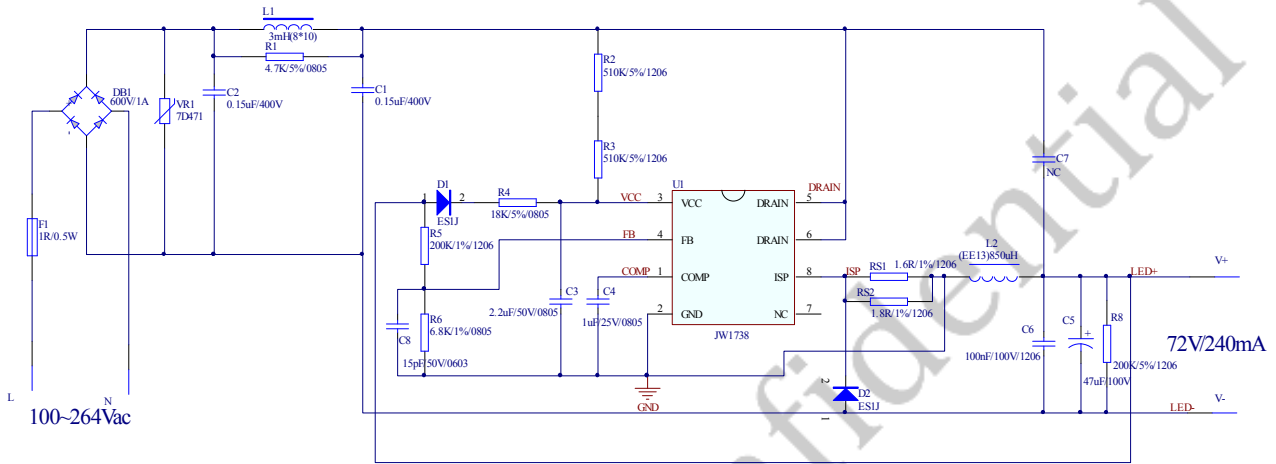 L1
3mH(8*10)
R1
4.7K/5%/0805
DB1
600V/1A
VR1
7D471
C2
0.15uF/400V
C1
0.15uF/400V
R2
510K/5%/1206
R3
510K/5%/1206
C7
NC
F1
1R/0.5W
D1
1
2
ES1J
R4
18K/5%/0805
R5
200K/1%/1206
R6
6.8K/1%/0805
C8
15pF/50V/0603
C3
2.2uF/50V/0805
C4
1uF/25V/0805
U1
VCC
3
VCC
FB
4
FB
COMP
1
COMP
2
GND
DRAIN
DRAIN
5
DRAIN
6
ISP
8
ISP
NC
7
JW1738
RS1
1.6R/1%/1206
RS2
1.8R/1%/1206
L2
(EE13)850uH
LED+
V+
C6
100nF/100V/1206
C5
+
47uF/100V
R8
200K/5%/1206
72V/240mA
2
D2
ES1J
1
GND
LED-
V-
L
N
100~264Vac
nfidential